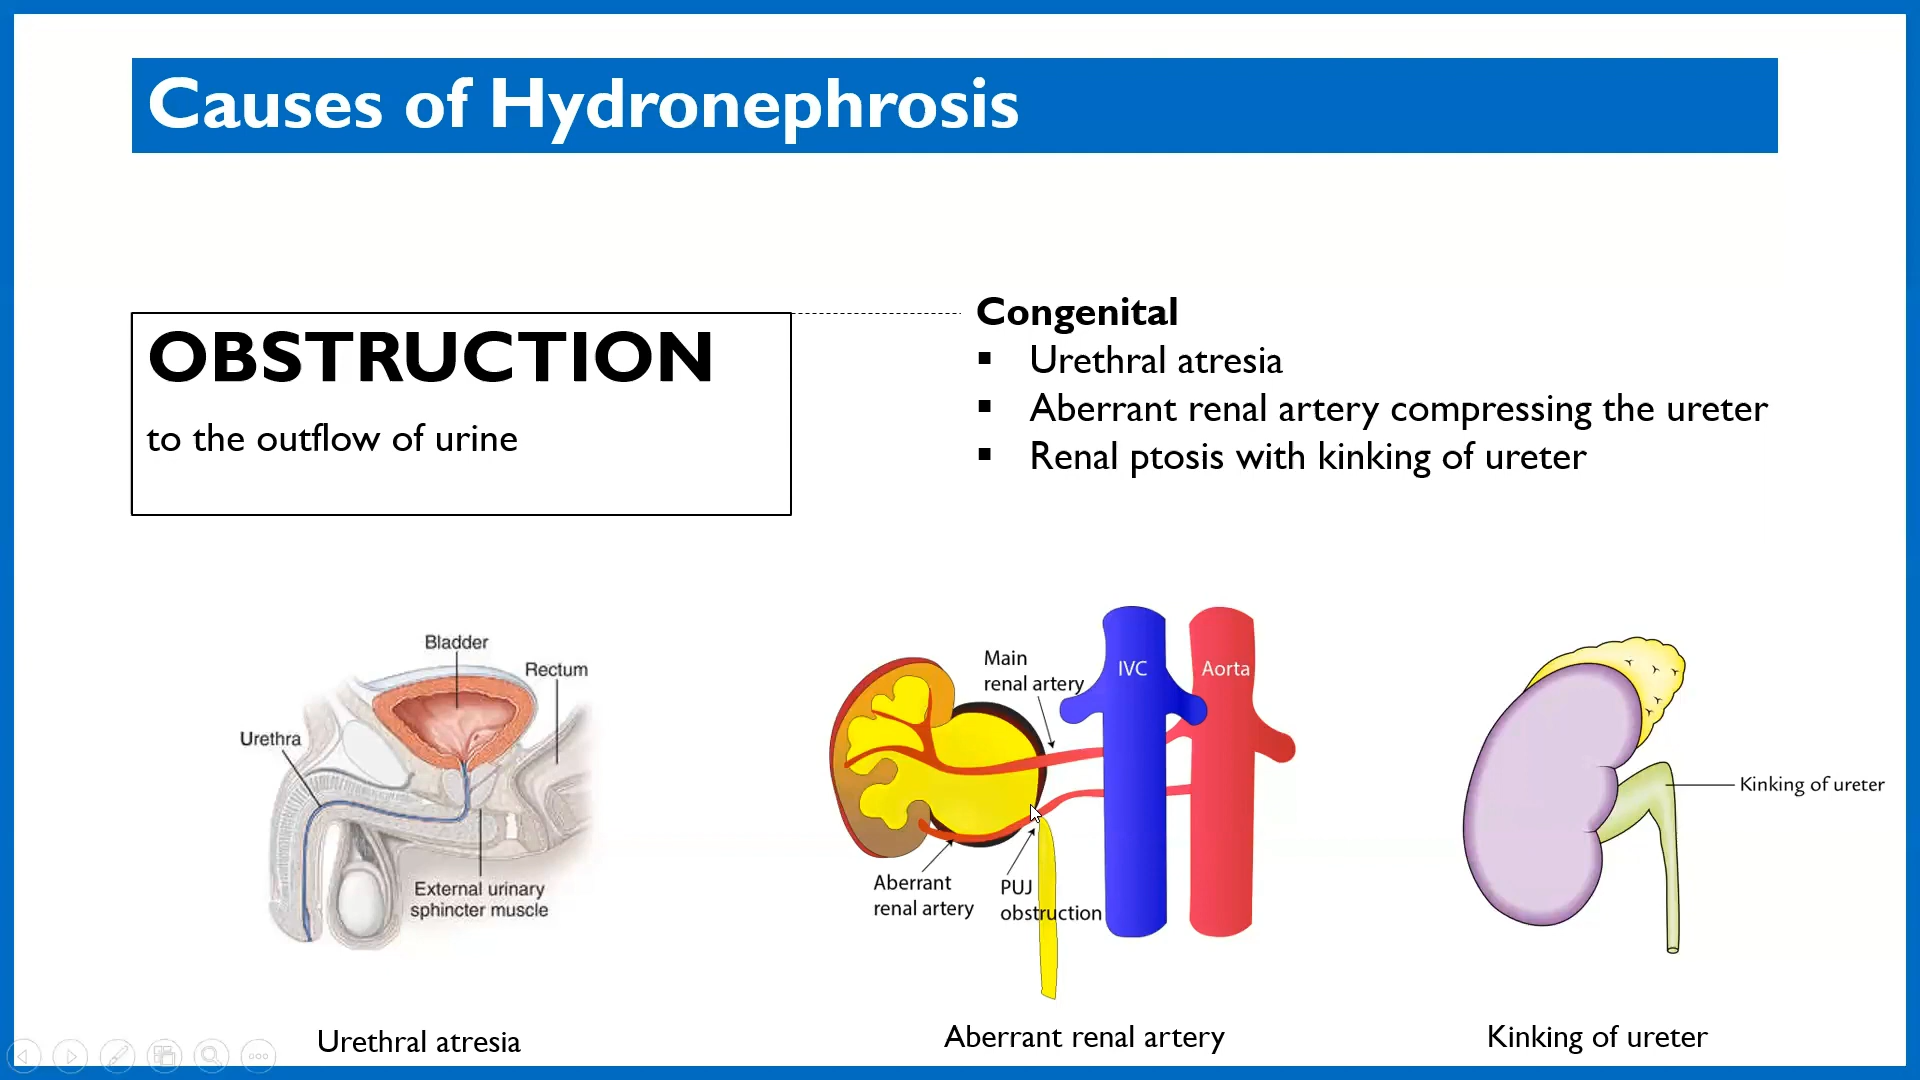 Causes of Hydronephrosis
OBSTRUCTION
to the outflow of urine
Congenital
▪ Urethral atresia
▪ Aberrant renal artery compressing the ureter
▪ Renal ptosis with kinking of ureter
Bladder
Rectum
Urethra
External urinary
sphincter muscle
Urethral atresia
Main
renal artery
IVC
Aorta
Aberrant
renal artery
PUJ
obstruction
Aberrant renal artery
Kinking of ureter
Kinking of ureter